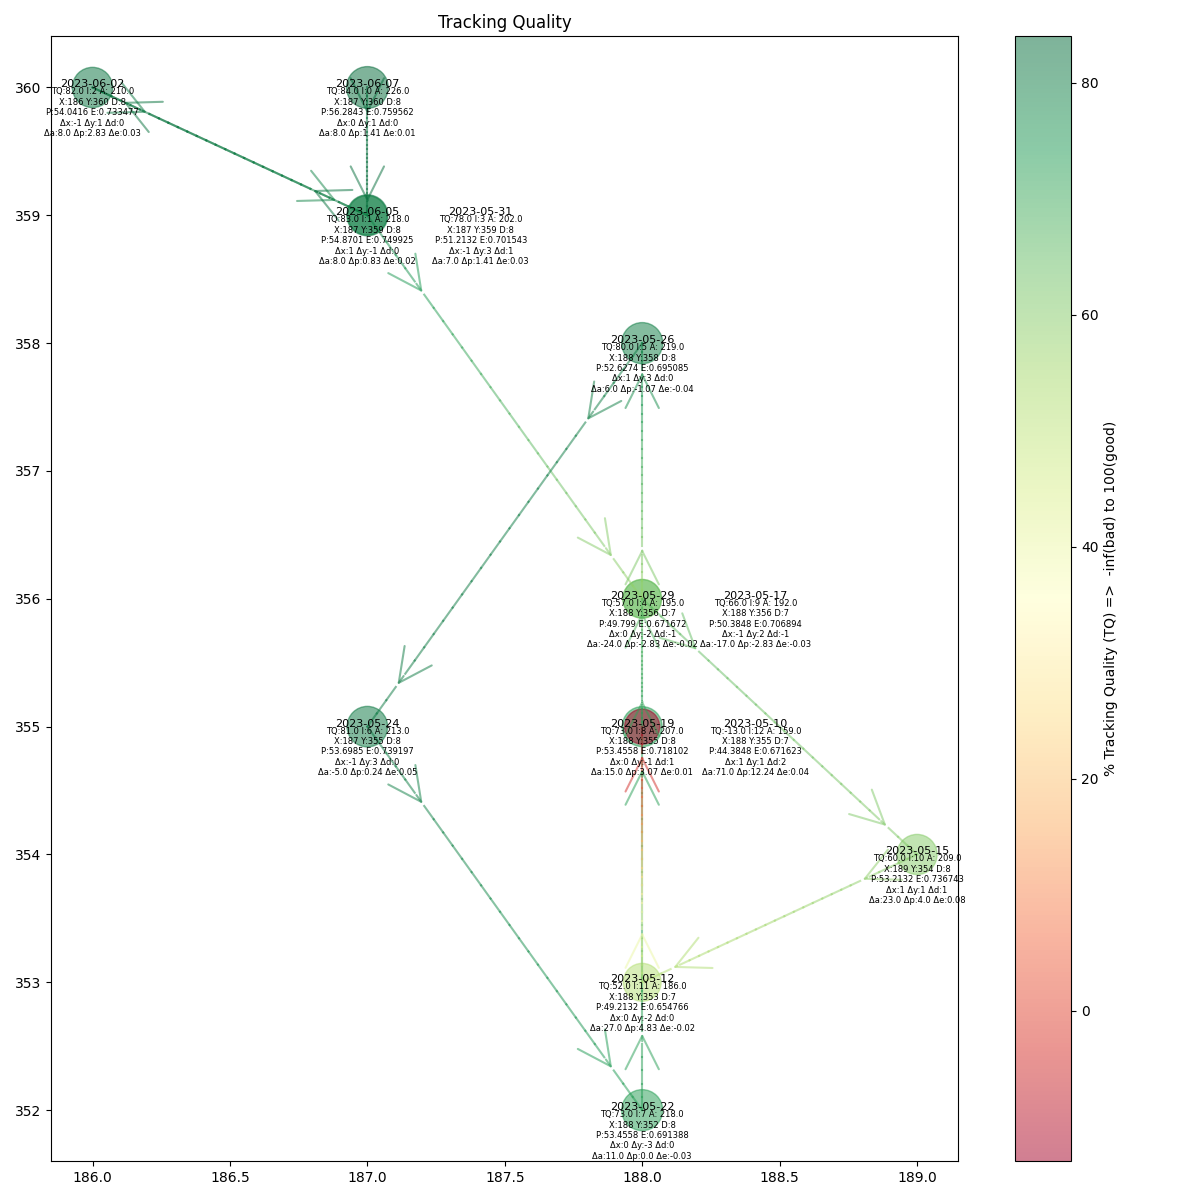 Tracking Quality
360
359
358
357
356
355
354
353
352
186.0
186.5
187.0
187.5
188.0
188.5
189.0
2023-06-02
TQ:82.0 I:2 A: 210.0
X:186 Y:360 D:8
P:54.0416 E:0.733477
Δx:-1 Δy:1 Δd:0
Δa:8.0 Δp:2.83 Δe:0.03
2023-06-07
TQ:84.0 I:0 A: 226.0
X:187 Y:360 D:8
P:56.2843 E:0.759562
Δx:0 Δy:1 Δd:0
Δa:8.0 Δp:1.41 Δe:0.01
2023-06-05
TQ:83.0 I:1 A: 218.0
X:187 Y:359 D:8
P:54.8701 E:0.749925
Δx:1 Δy:-1 Δd:0
Δa:8.0 Δp:0.83 Δe:0.02
2023-05-31
TQ:78.0 I:3 A: 202.0
X:187 Y:359 D:8
P:51.2132 E:0.701543
Δx:-1 Δy:3 Δd:1
Δa:7.0 Δp:1.41 Δe:0.03
2023-05-26
TQ:80.0 I:5 A: 219.0
X:188 Y:358 D:8
P:52.6274 E:0.695085
Δx:1 Δy:3 Δd:0
Δa:6.0 Δp:-1.07 Δe:-0.04
2023-05-29
TQ:57.0 I:4 A: 195.0
X:188 Y:356 D:7
P:49.799 E:0.671672
Δx:0 Δy:-2 Δd:-1
Δa:-24.0 Δp:-2.83 Δe:-0.02
2023-05-17
TQ:66.0 I:9 A: 192.0
X:188 Y:356 D:7
P:50.3848 E:0.706894
Δx:-1 Δy:2 Δd:-1
Δa:-17.0 Δp:-2.83 Δe:-0.03
2023-05-24
TQ:81.0 I:6 A: 213.0
X:187 Y:355 D:8
P:53.6985 E:0.739197
Δx:-1 Δy:3 Δd:0
Δa:-5.0 Δp:0.24 Δe:0.05
2023-05-19
TQ:73.0 I:8 A: 207.0
X:188 Y:355 D:8
P:53.4558 E:0.718102
Δx:0 Δy:-1 Δd:1
Δa:15.0 Δp:3.07 Δe:0.01
2023-05-10
TQ:-13.0 I:12 A: 159.0
X:188 Y:355 D:7
P:44.3848 E:0.671623
Δx:1 Δy:1 Δd:2
Δa:71.0 Δp:12.24 Δe:0.04
2023-05-15
TQ:60.0 I:10 A: 209.0
X:189 Y:354 D:8
P:53.2132 E:0.736743
Δx:1 Δy:1 Δd:1
Δa:23.0 Δp:4.0 Δe:0.08
2023-05-12
TQ:52.0 I:11 A: 186.0
X:188 Y:353 D:7
P:49.2132 E:0.654766
Δx:0 Δy:-2 Δd:0
Δa:27.0 Δp:4.83 Δe:-0.02
2023-05-22
TQ:73.0 I:7 A: 218.0
X:188 Y:352 D:8
P:53.4558 E:0.691388
Δx:0 Δy:-3 Δd:0
Δa:11.0 Δp:0.0 Δe:-0.03
80
60
40
20
0
% Tracking Quality (TQ) => -inf(bad) to 100(good)